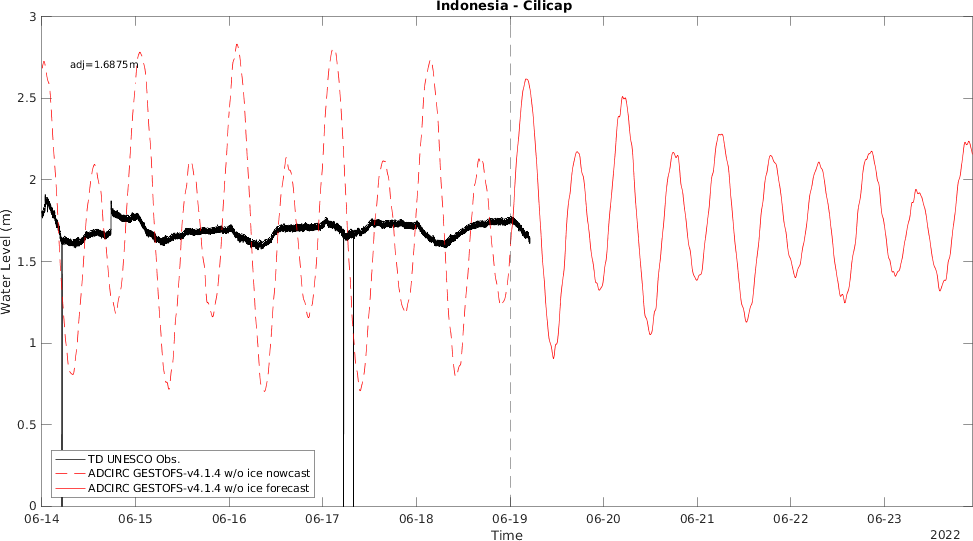 Indonesia - Cilicap
3
2.5
2
1.5
1
0.5
0
Water Level (m)
adj=1.6875m
TD UNESCO Obs.
ADCIRC GESTOFS-v4.1.4 w/o ice nowcast
ADCIRC GESTOFS-v4.1.4 w/o ice forecast
06-14 06-15 06-16 06-17 06-18 06-19 06-20 06-21 06-22 06-23
Time
2022